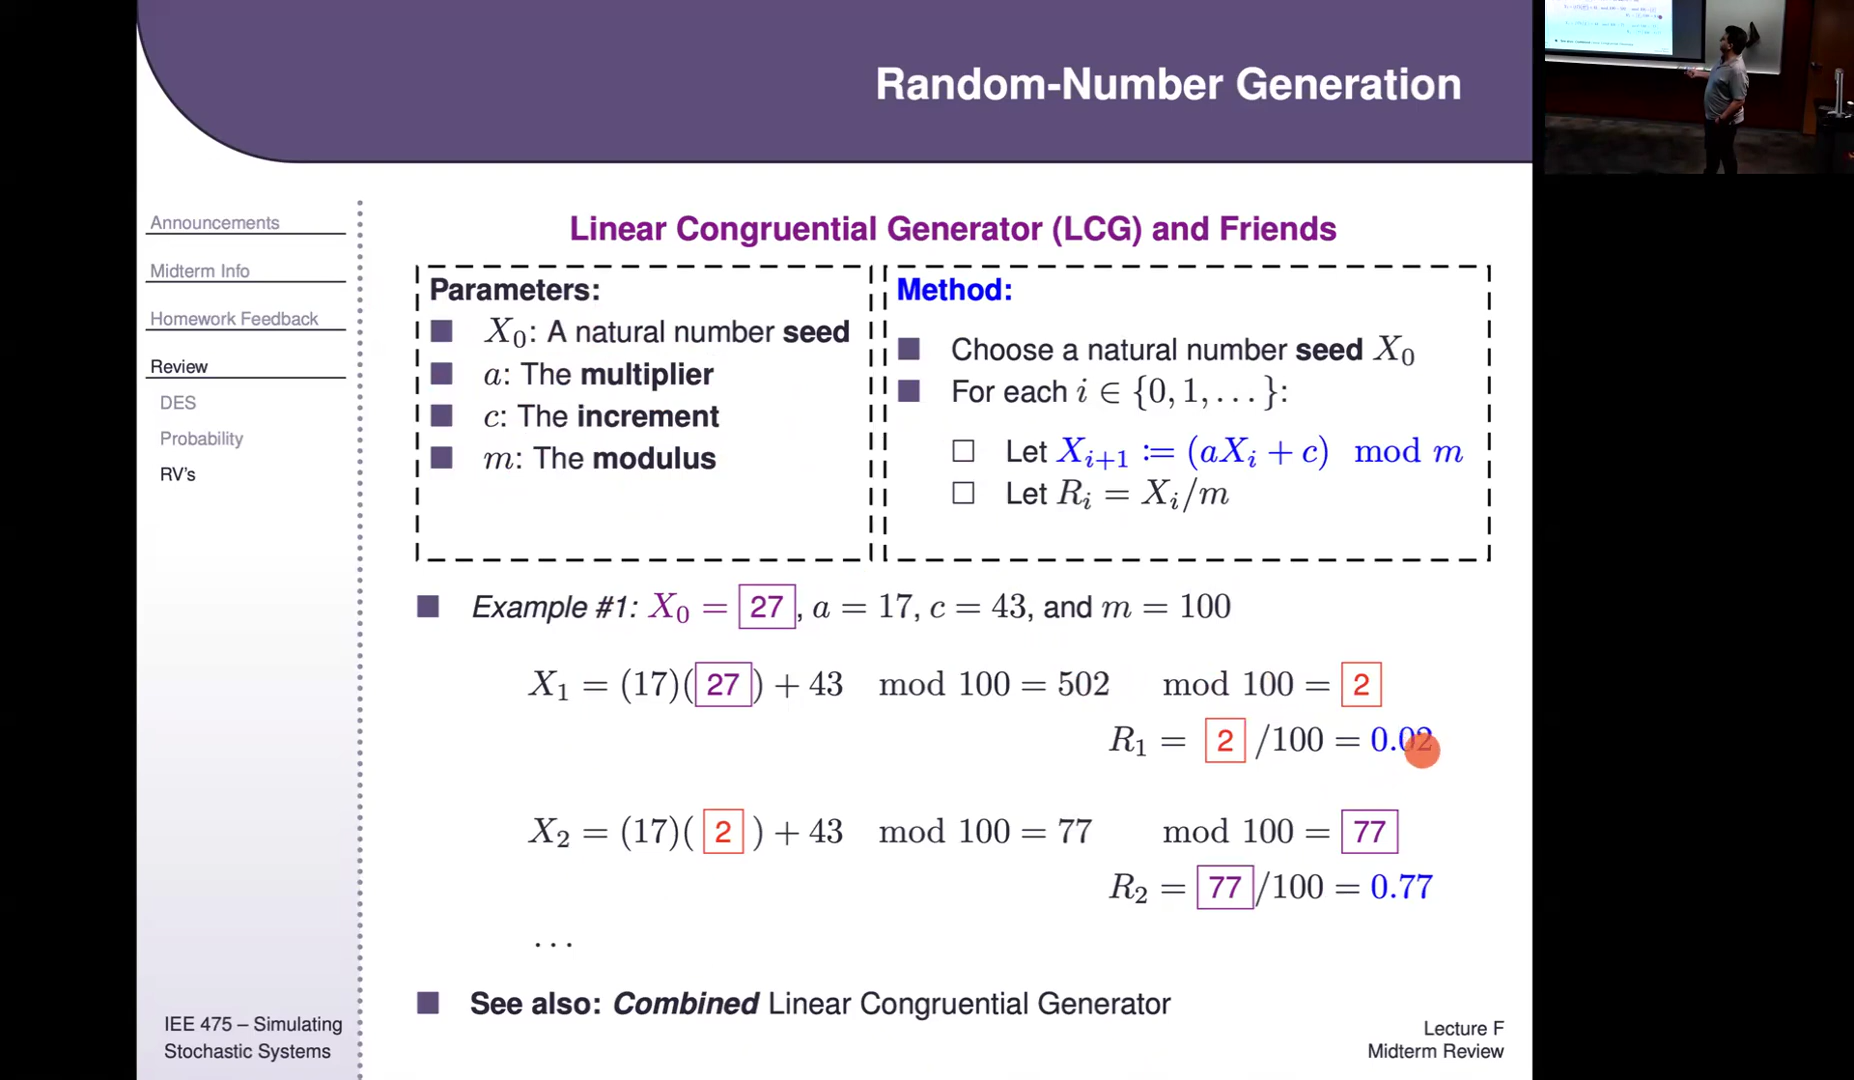 Random-Number Generation
Announcements
Midterm Info
Homework Feedback
Review
DES
Probability
RV's
IEE 475 – Simulating
Stochastic Systems
Linear Congruential Generator (LCG) and Friends
Parameters:
X₀: A natural number seed
a: The multiplier
c: The increment
m: The modulus
Method:
Choose a natural number seed X₀
For each i ∈ {0, 1, . . . }:
Let Xᵢ₊₁ := (aXᵢ + c) mod m
Let Rᵢ = Xᵢ/m
Example #1: X₀ = 27, a = 17, c = 43, and m = 100
X₁ = (17)(27) + 43 mod 100 = 502 mod 100 = 2
R₁ = 2 /100 = 0.02
X₂ = (17)( 2 ) + 43 mod 100 = 77 mod 100 = 77
R₂ = 77/100 = 0.77
. . .
See also: Combined Linear Congruential Generator
Lecture F
Midterm Review